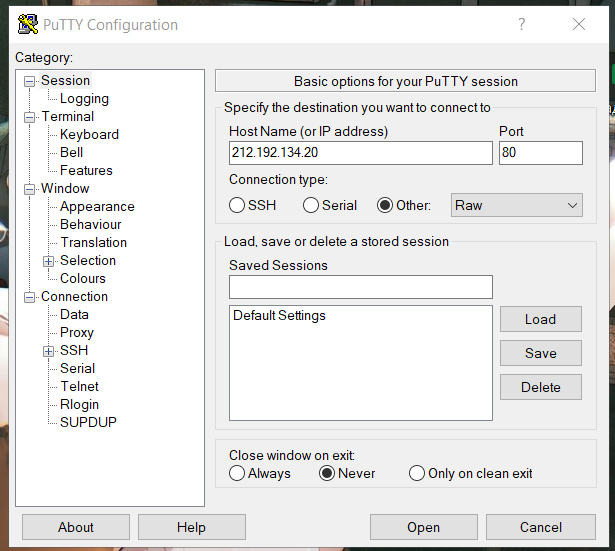 PuTTY Configuration
?
Category:
Session
Logging
Terminal
Keyboard
Bell
Features
Window
Appearance
Behaviour
Translation
Selection
Colours
Connection
Data
Proxy
SSH
Serial
Telnet
Rlogin
SUPDUP
Basic options for your PuTTY session
Specify the destination you want to connect to
Host Name (or IP address) Port
212.192.134.20 80
Connection type:
SSH Serial Other: Raw
Load, save or delete a stored session
Saved Sessions
Default Settings
Load
Save
Delete
Close window on exit:
Always Never Only on clean exit
About Help Open Cancel